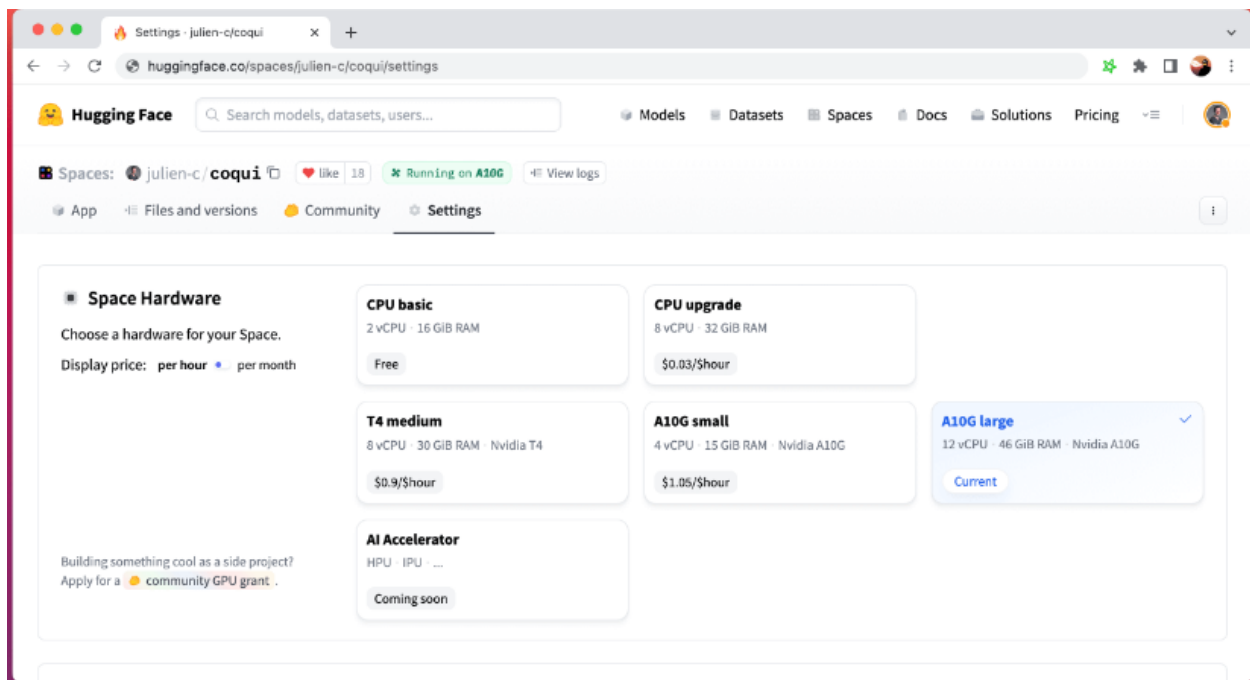 Settings · julien-c/coqui
huggingface.co/spaces/julien-c/coqui/settings
Hugging Face
Search models, datasets, users...
Models
Datasets
Spaces
Docs
Solutions
Pricing
Spaces:
julien-c/coqui
like 18
Running on A10G
View logs
App
Files and versions
Community
Settings
Space Hardware
Choose a hardware for your Space.
Display price: per hour per month
CPU basic
2 vCPU · 16 GiB RAM
Free
CPU upgrade
8 vCPU · 32 GiB RAM
$0.03/$hour
T4 medium
8 vCPU · 30 GiB RAM · Nvidia T4
$0.9/$hour
A10G small
4 vCPU · 15 GiB RAM · Nvidia A10G
$1.05/$hour
A10G large
12 vCPU · 46 GiB RAM · Nvidia A10G
Current
AI Accelerator
HPU · IPU · ...
Coming soon
Building something cool as a side project?
Apply for a community GPU grant .